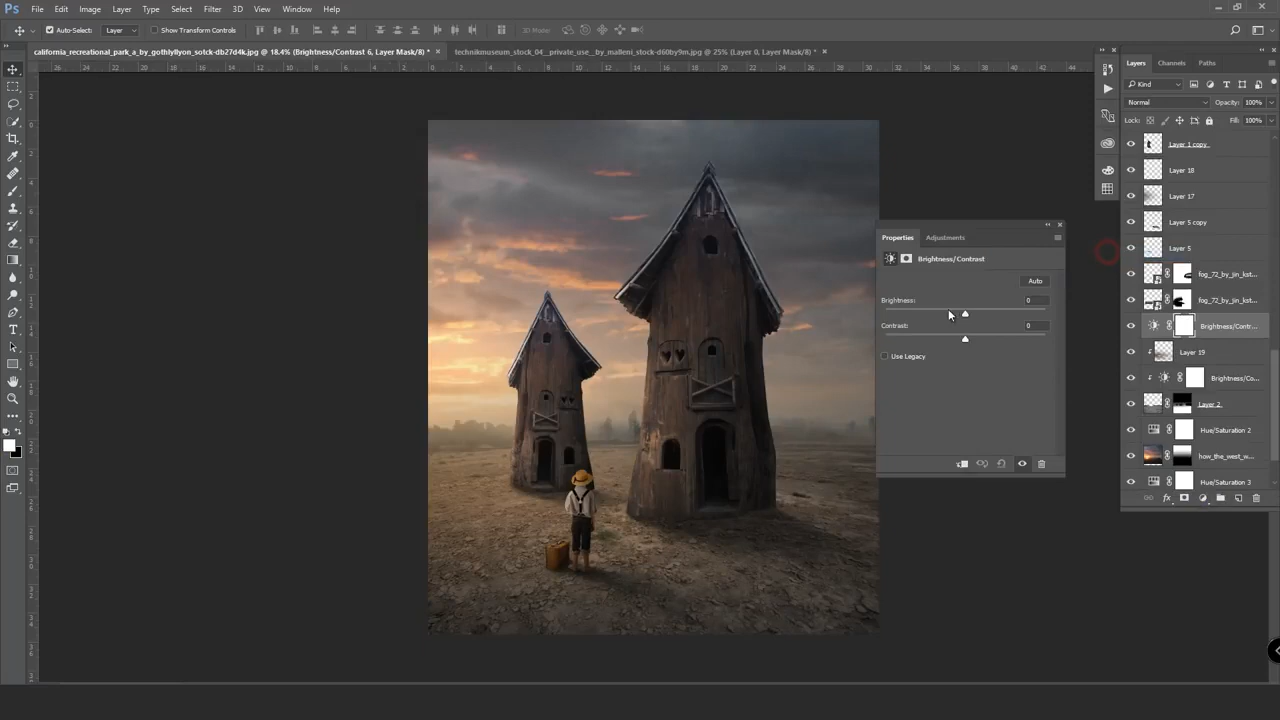 Ps File Edit Image Layer Type Select Filter 3D View Window Help
Auto-Select: Layer Show Transform Controls 3D Mode:
california_recreational_park_a_by_gothlyllyon_sotck-db27d4k.jpg @ 18.4% (Brightness/Contrast 6, Layer Mask/8) * technikmuseum_stock_04__private_use__by_malleni_stock-d60by9m.jpg @ 25% (Layer 0, Layer Mask/8) *
Layers Channels Paths
Kind
Normal Opacity: 100%
Lock: Fill: 100%
Layer 1 copy
Layer 18
Layer 17
Layer 5 copy
Layer 5
fog_72_by_jin_kst...
fog_72_by_jin_kst...
Brightness/Contr...
Layer 19
Brightness/Co...
Layer 2
Hue/Saturation 2
how_the_west_w...
Hue/Saturation 3
Properties Adjustments
Brightness/Contrast
Auto
Brightness: 0
Contrast: 0
Use Legacy